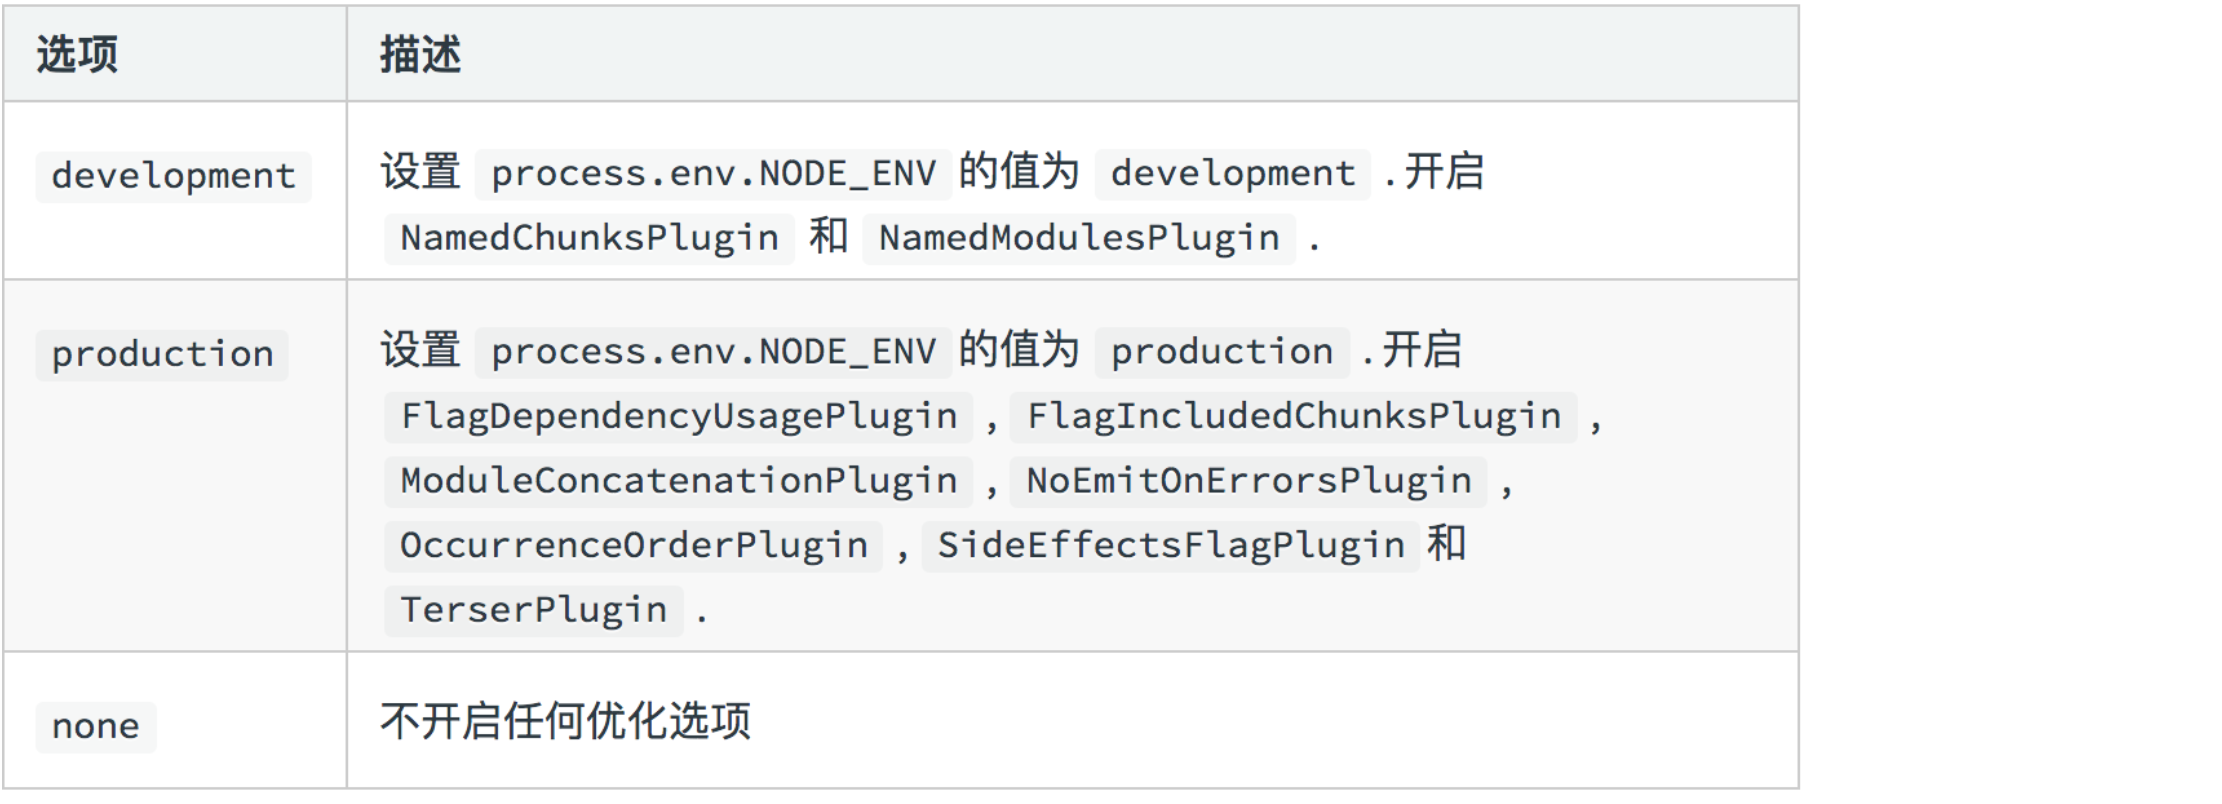 选项 描述
development 设置 process.env.NODE_ENV 的值为 development .开启
NamedChunksPlugin 和 NamedModulesPlugin .
production 设置 process.env.NODE_ENV 的值为 production .开启
FlagDependencyUsagePlugin , FlagIncludedChunksPlugin ,
ModuleConcatenationPlugin , NoEmitOnErrorsPlugin ,
OccurrenceOrderPlugin , SideEffectsFlagPlugin 和
TerserPlugin .
none 不开启任何优化选项